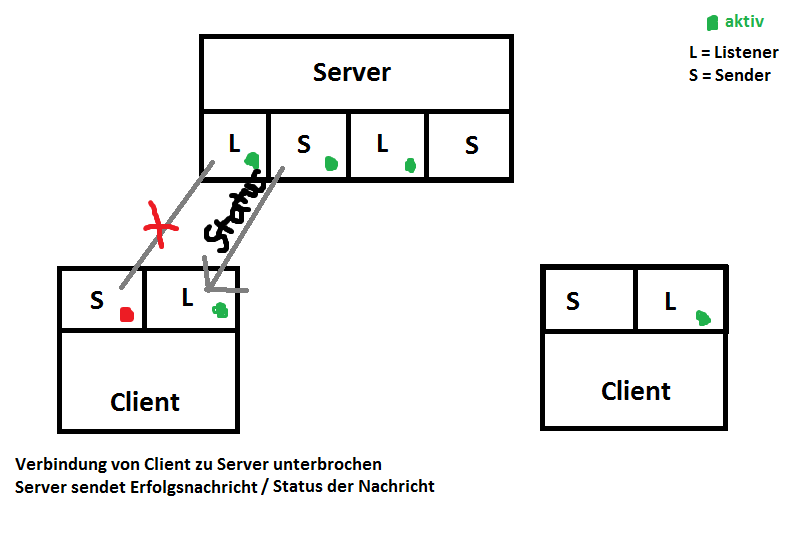 aktiv
L = Listener
S = Sender
Server
L S L S
Status
S L
S L
Client
Client
Verbindung von Client zu Server unterbrochen
Server sendet Erfolgsnachricht / Status der Nachricht